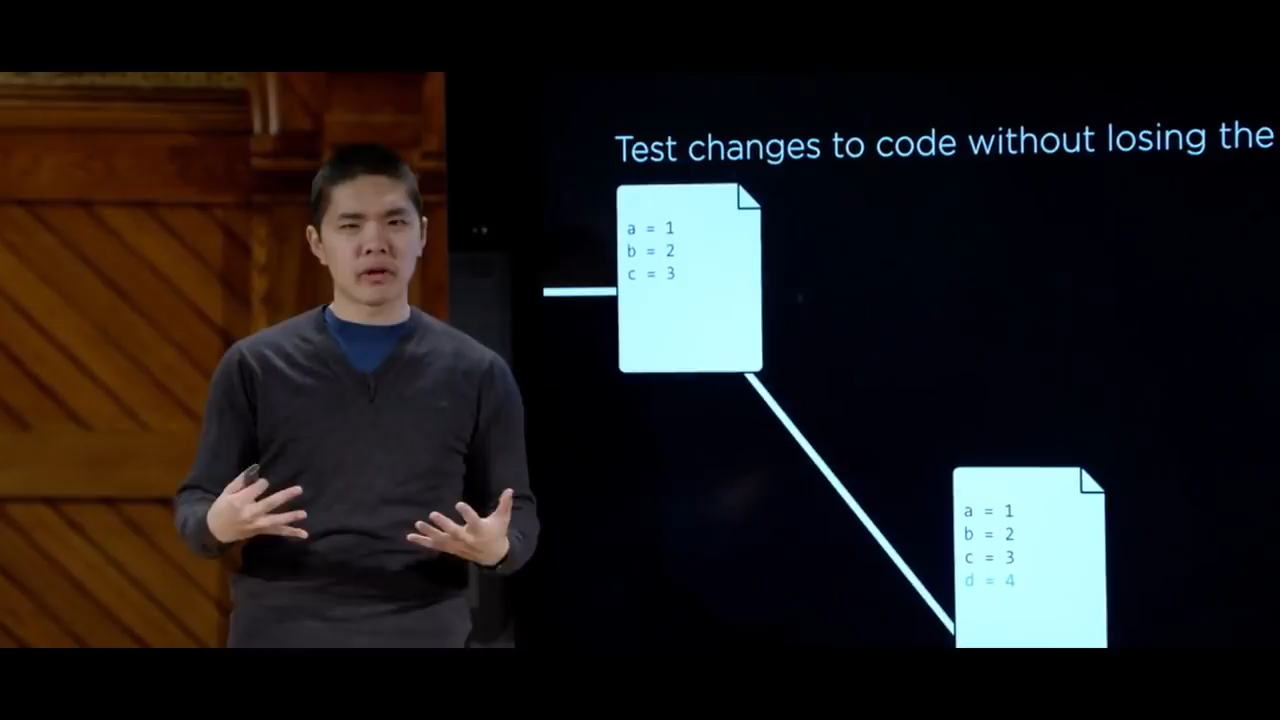 Test changes to code without losing the
a = 1
b = 2
c = 3
a = 1
b = 2
c = 3
d = 4